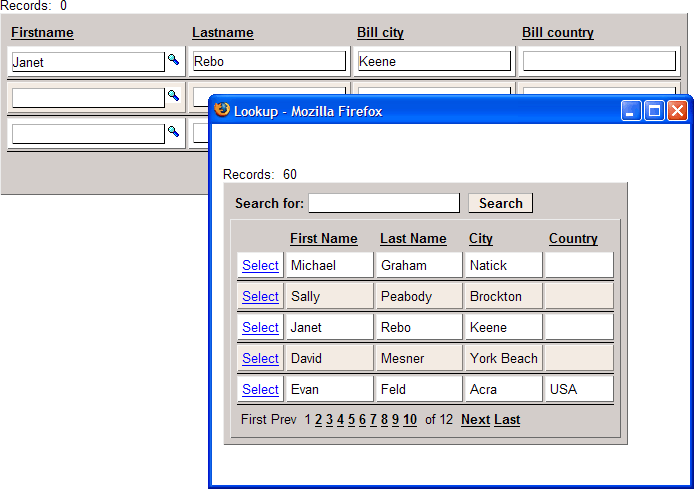 Records: 0
Firstname Lastname Bill city Bill country
Janet Rebo Keene
Lookup - Mozilla Firefox
Records: 60
Search for: Search
First Name Last Name City Country
Select Michael Graham Natick
Select Sally Peabody Brockton
Select Janet Rebo Keene
Select David Mesner York Beach
Select Evan Feld Acra USA
First Prev 1 2 3 4 5 6 7 8 9 10 of 12 Next Last